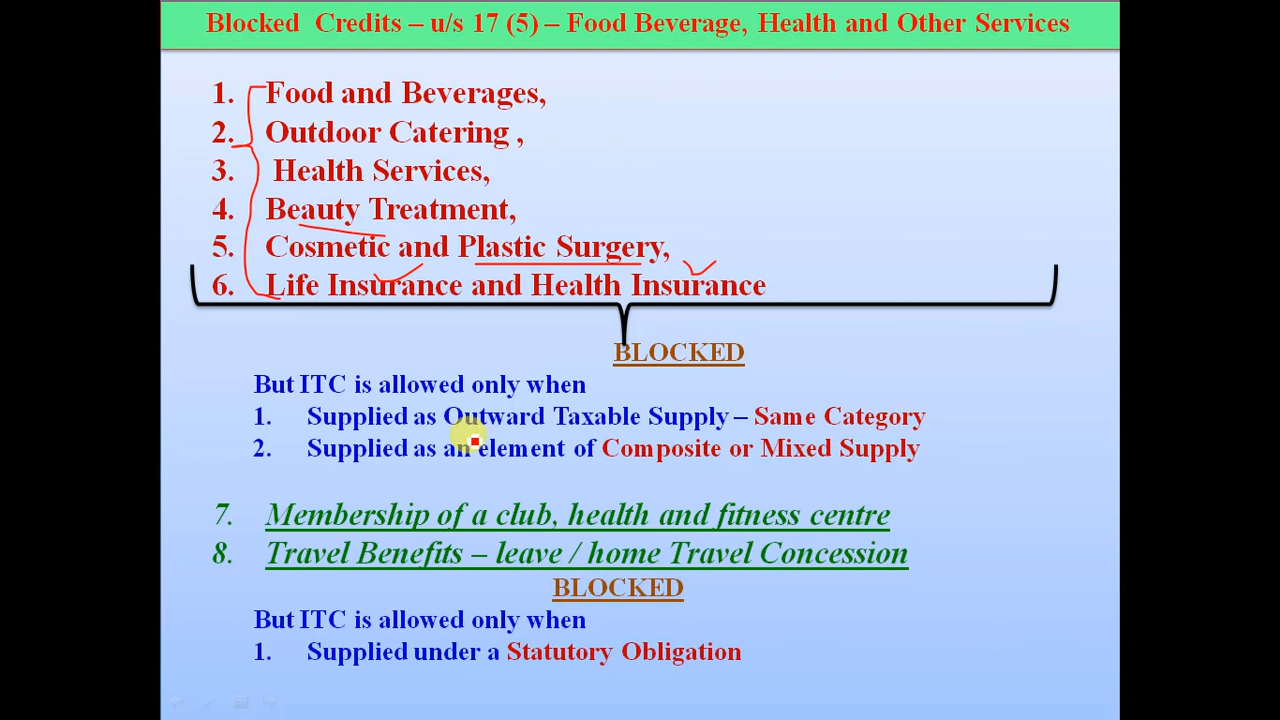 Blocked Credits – u/s 17 (5) – Food Beverage, Health and Other Services
1. Food and Beverages,
2. Outdoor Catering ,
3. Health Services,
4. Beauty Treatment,
5. Cosmetic and Plastic Surgery,
6. Life Insurance and Health Insurance
BLOCKED
But ITC is allowed only when
1. Supplied as Outward Taxable Supply – Same Category
2. Supplied as an element of Composite or Mixed Supply
7. Membership of a club, health and fitness centre
8. Travel Benefits – leave / home Travel Concession
BLOCKED
But ITC is allowed only when
1. Supplied under a Statutory Obligation